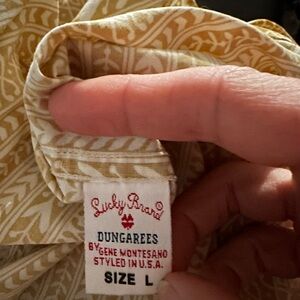 Lucky Brand
DUNGAREES
BY GENE MONTESANO
STYLED IN U.S.A.
SIZE L